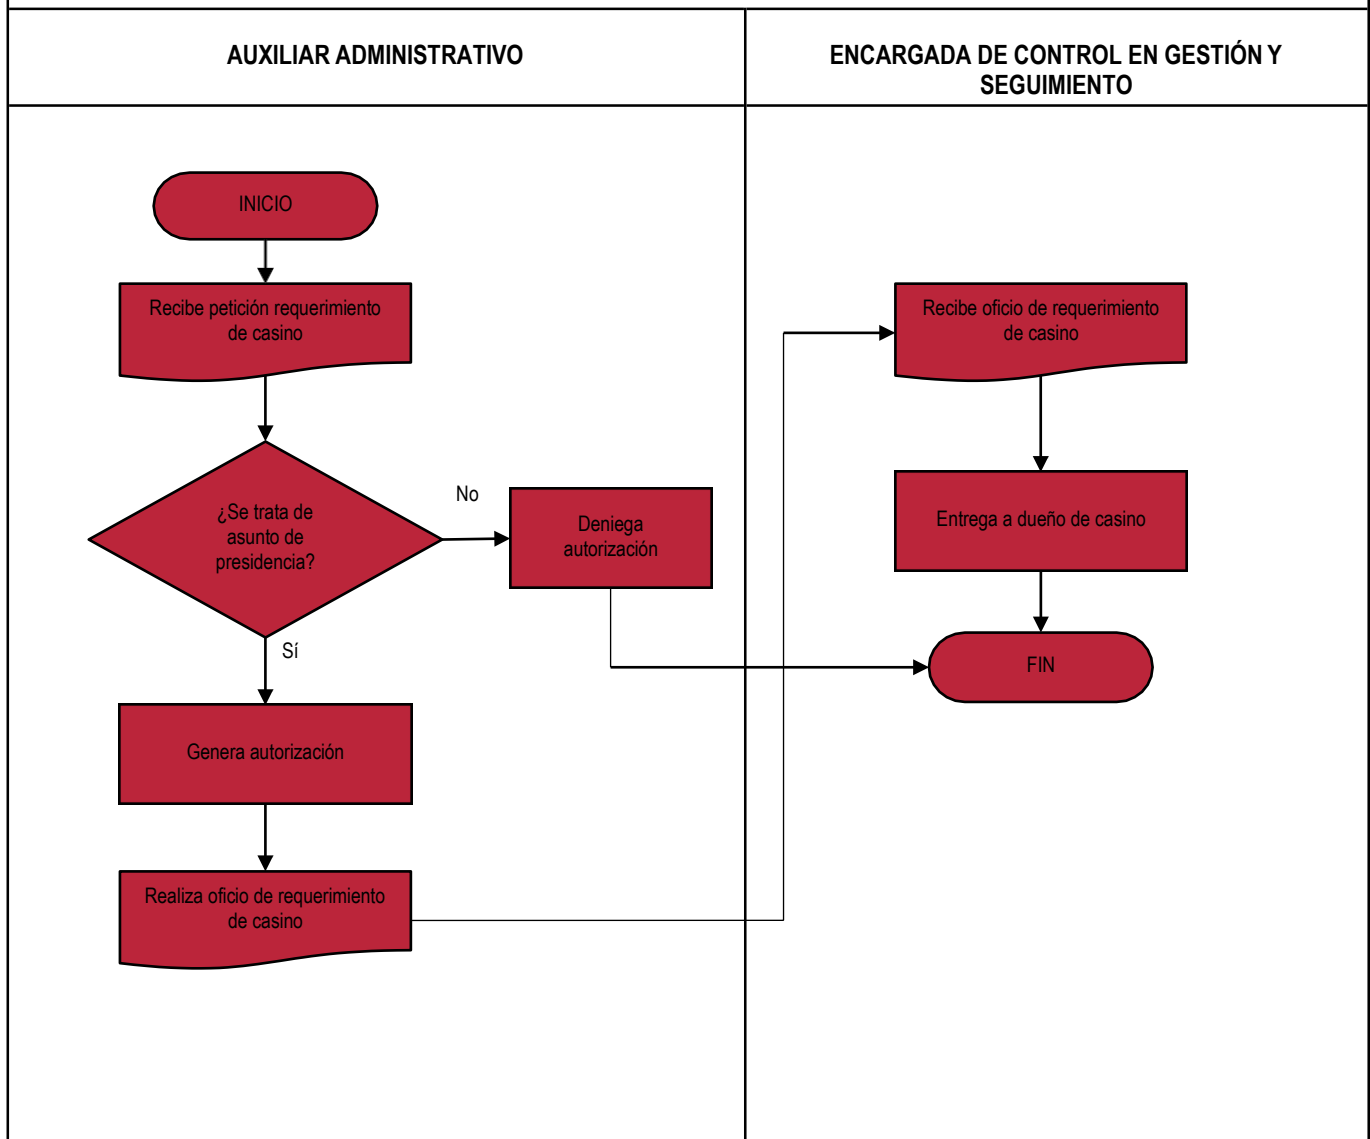 AUXILIAR ADMINISTRATIVO
ENCARGADA DE CONTROL EN GESTIÓN Y
SEGUIMIENTO
INICIO
Recibe petición requerimiento
de casino
¿Se trata de
asunto de
presidencia?
No
Deniega
autorización
Sí
Genera autorización
Realiza oficio de requerimiento
de casino
Recibe oficio de requerimiento
de casino
Entrega a dueño de casino
FIN